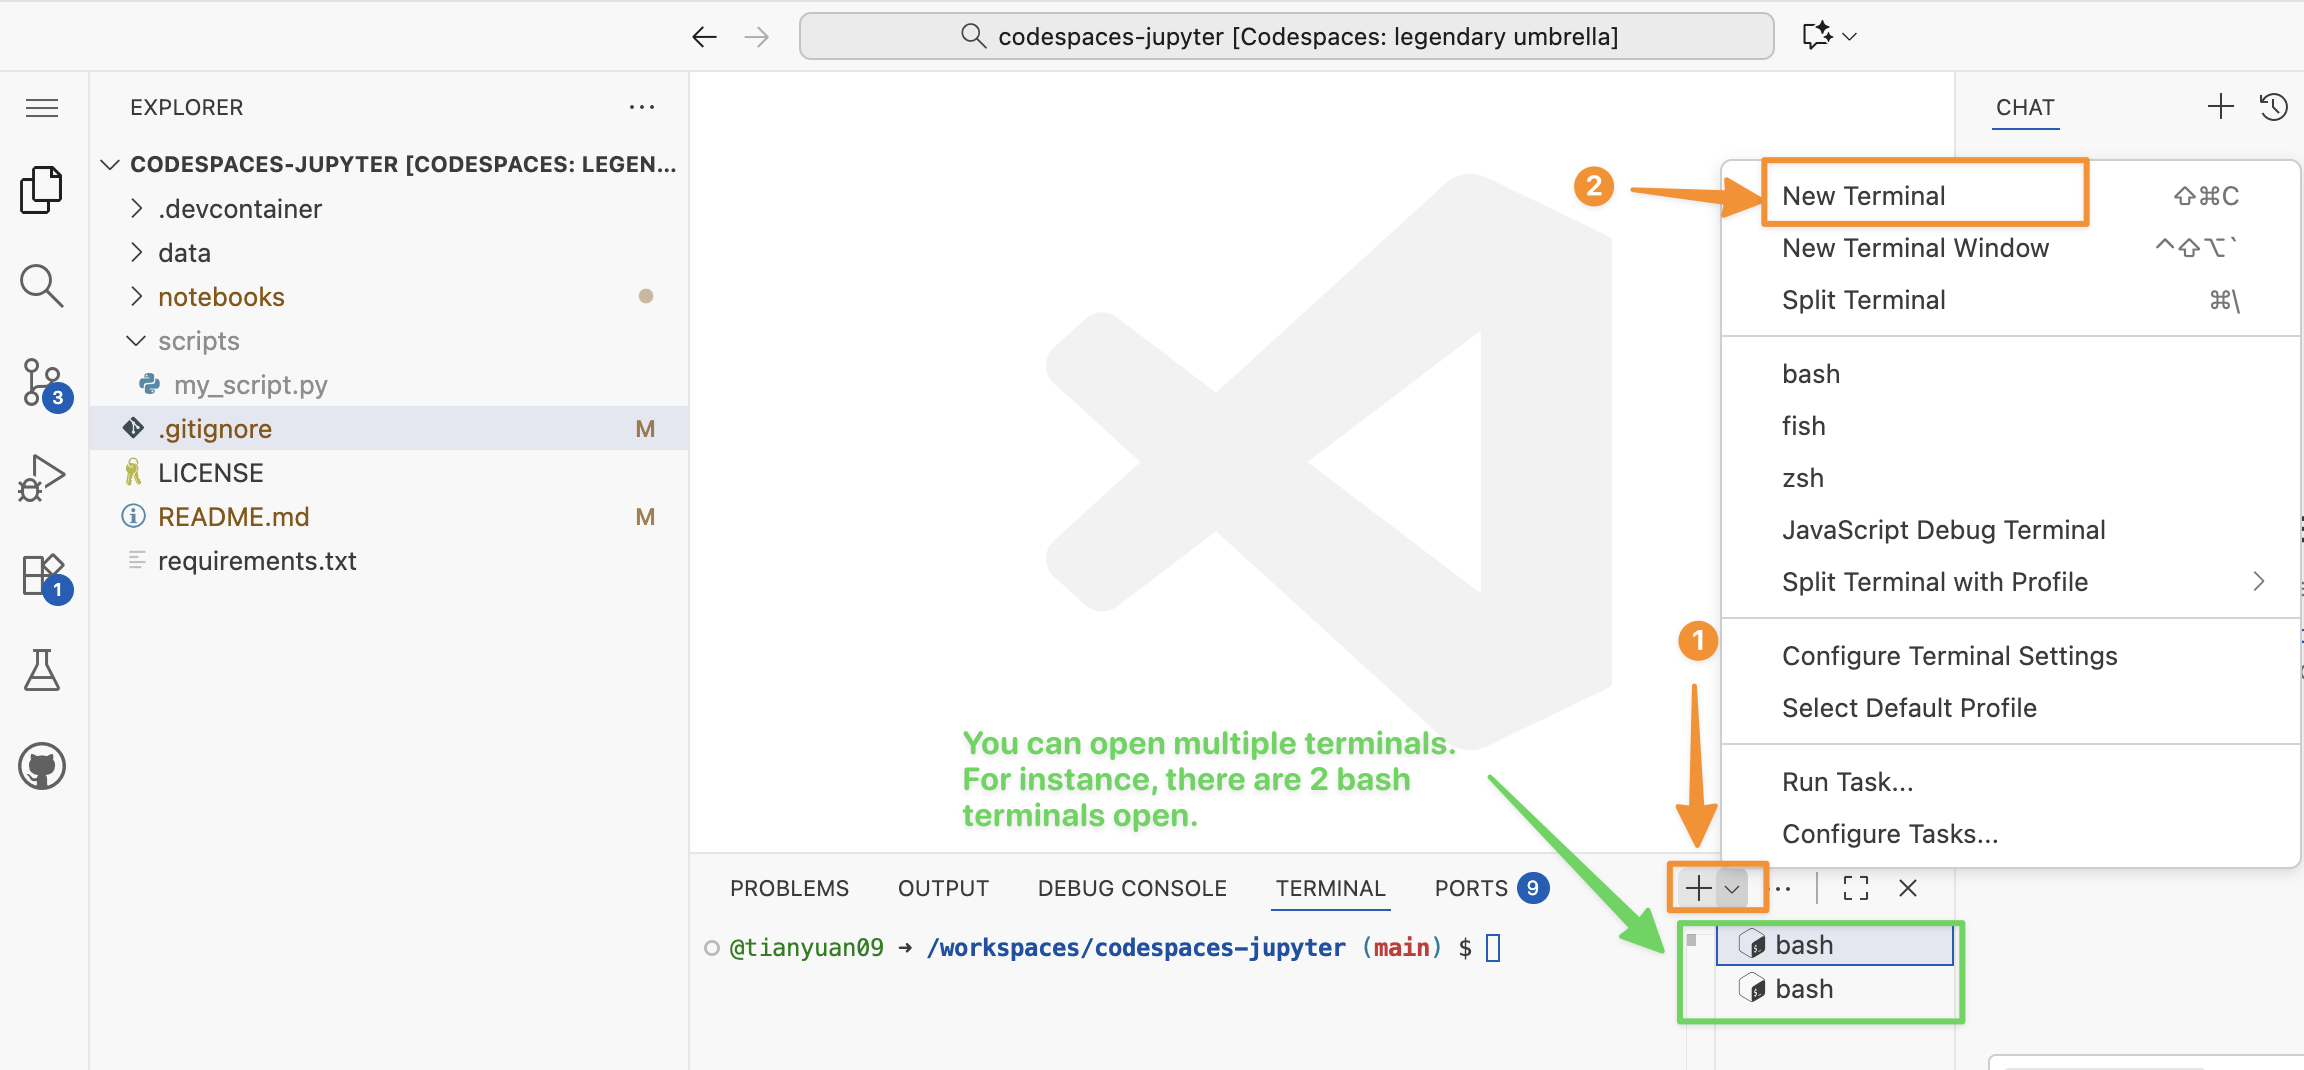 codespaces-jupyter [Codespaces: legendary umbrella]
EXPLORER
CODESPACES-JUPYTER [CODESPACES: LEGEN...
.devcontainer
data
notebooks
scripts
my_script.py
.gitignore M
LICENSE
README.md M
requirements.txt
3
1
CHAT
2
New Terminal ⇧⌘C
New Terminal Window ^⇧⌥`
Split Terminal ⌘\
bash
fish
zsh
JavaScript Debug Terminal
Split Terminal with Profile
Configure Terminal Settings
Select Default Profile
Run Task...
Configure Tasks...
1
You can open multiple terminals.
For instance, there are 2 bash
terminals open.
PROBLEMS OUTPUT DEBUG CONSOLE TERMINAL PORTS 9
@tianyuan09 → /workspaces/codespaces-jupyter (main) $
bash
bash